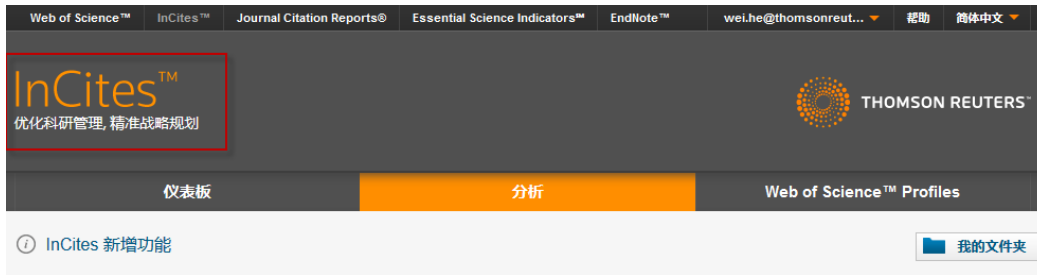 Web of Science™ InCites™ Journal Citation Reports® Essential Science Indicators℠ EndNote™ wei.he@thomsonreut... 帮助 简体中文
InCites™
优化科研管理, 精准战略规划
THOMSON REUTERS™
仪表板 分析 Web of Science™ Profiles
InCites 新增功能 我的文件夹